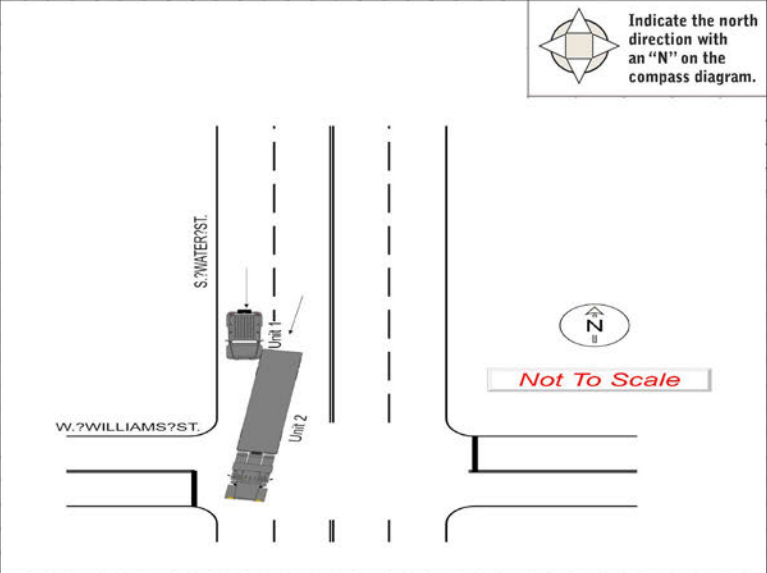 Indicate the north
direction with
an “N” on the
compass diagram.
S.?WATER?ST.
Unit 1
N
Not To Scale
W.?WILLIAMS?ST.
Unit 2